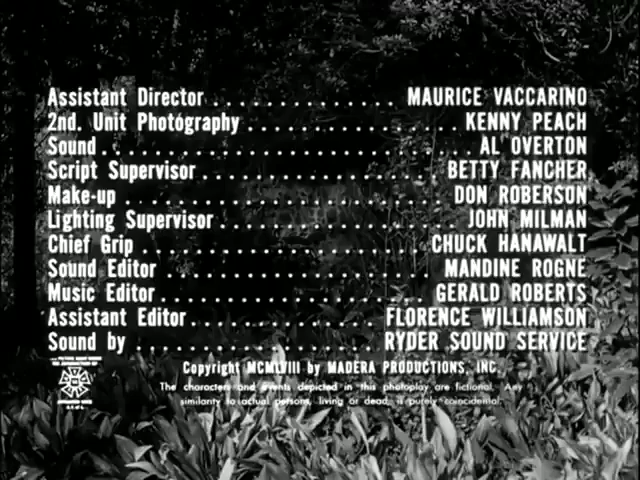 Assistant Director .............. MAURICE VACCARINO
2nd. Unit Photography ................ KENNY PEACH
Sound .............................. AL OVERTON
Script Supervisor .................. BETTY FANCHER
Make-up ........................ DON ROBERSON
Lighting Supervisor ................... JOHN MILMAN
Chief Grip ...................... CHUCK HANAWALT
Sound Editor .................... MANDINE ROGNE
Music Editor .................... GERALD ROBERTS
Assistant Editor ............... FLORENCE WILLIAMSON
Sound by ................... RYDER SOUND SERVICE
Copyright MCMLVIII by MADERA PRODUCTIONS, INC.
The characters and events depicted in this photoplay are fictional. Any
similarity to actual persons, living or dead, is purely coincidental.